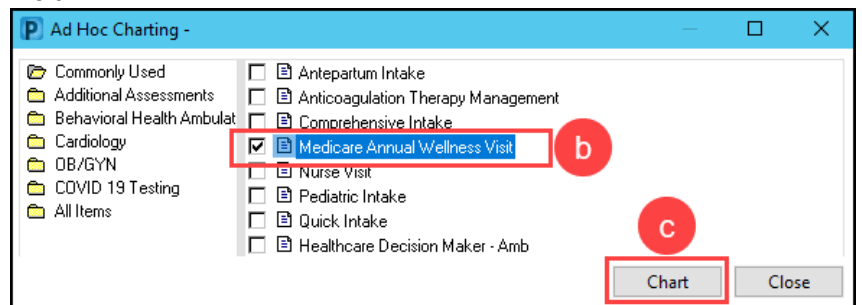 P Ad Hoc Charting -
Commonly Used
Additional Assessments
Behavioral Health Ambulat
Cardiology
OB/GYN
COVID 19 Testing
All Items
Antepartum Intake
Anticoagulation Therapy Management
Comprehensive Intake
Medicare Annual Wellness Visit
Nurse Visit
Pediatric Intake
Quick Intake
Healthcare Decision Maker - Amb
b
c
Chart
Close